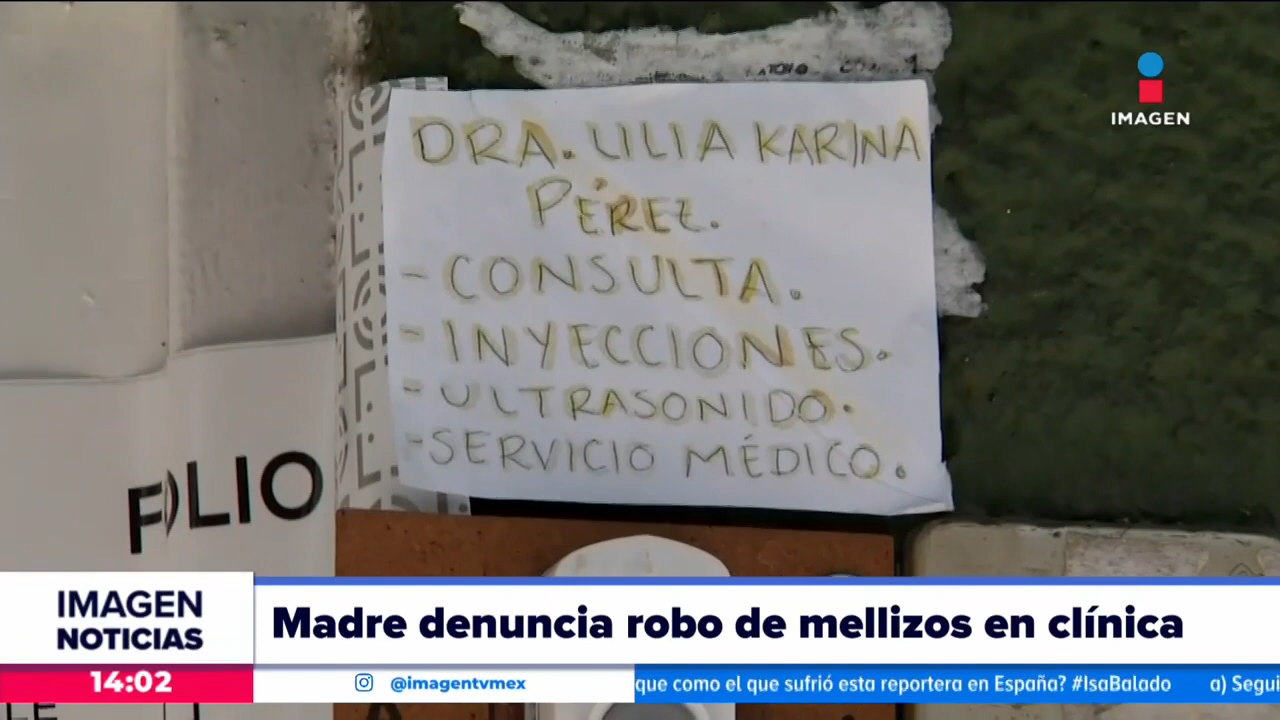 IMAGEN
DRA. LILIA KARINA
PÉREZ.
- CONSULTA.
- INYECCIONES.
- ULTRASONIDO.
- SERVICIO MÉDICO.
FOLIO
IMAGEN
NOTICIAS
Madre denuncia robo de mellizos en clínica
14:02
@imagentvmex
que como el que sufrió esta reportera en España? #IsaBalado
a) Segui